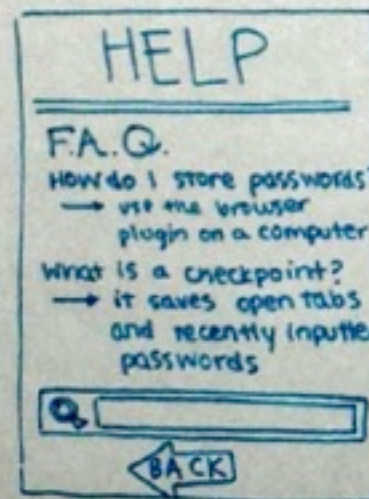 HELP
F.A.Q.
How do I store passwords?
→ use the browser
plugin on a computer
What is a checkpoint?
→ it saves open tabs
and recently inputte
passwords
BACK